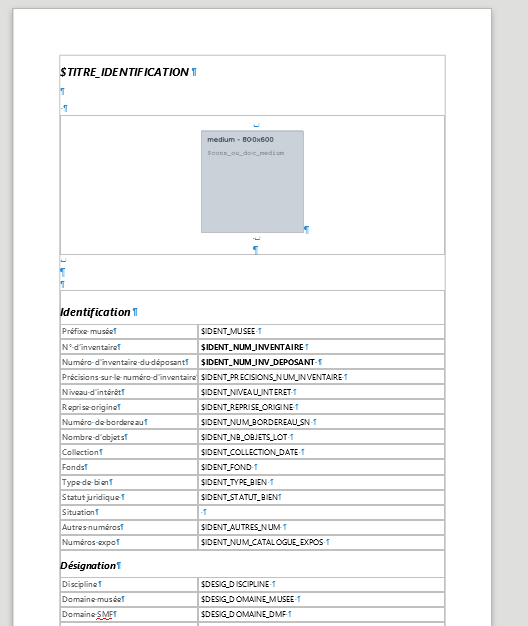 $TITRE_IDENTIFICATION ¶
¶
·¶
medium - 800x600
$cons_ou_doc_medium
¶
¶
¶
¶
Identification ¶
Préfixe·musée¶ $IDENT_MUSEE·¶
N°·d'inventaire¶ $IDENT_NUM_INVENTAIRE·¶
Numéro·d'inventaire·du·déposant¶ $IDENT_NUM_INV_DEPOSANT·¶
Précisions·sur·le·numéro·d'inventaire $IDENT_PRECISIONS_NUM_INVENTAIRE·¶
Niveau·d'intérêt¶ $IDENT_NIVEAU_INTERET·¶
Reprise·origine¶ $IDENT_REPRISE_ORIGINE·¶
Numéro·de·bordereau¶ $IDENT_NUM_BORDEREAU_SN·¶
Nombre·d'objets¶ $IDENT_NB_OBJETS_LOT·¶
Collection¶ $IDENT_COLLECTION_DATE·¶
Fonds¶ $IDENT_FOND·¶
Type·de·bien¶ $IDENT_TYPE_BIEN·¶
Statut·juridique·¶ $IDENT_STATUT_BIEN¶
Situation¶ ·¶
Autres·numéros¶ $IDENT_AUTRES_NUM·¶
Numéros·expo¶ $IDENT_NUM_CATALOGUE_EXPOS·¶
Désignation¶
Discipline¶ $DESIG_DISCIPLINE·¶
Domaine·musée¶ $DESIG_DOMAINE_MUSEE·¶
Domaine·SMF¶ $DESIG_DOMAINE_DMF·¶